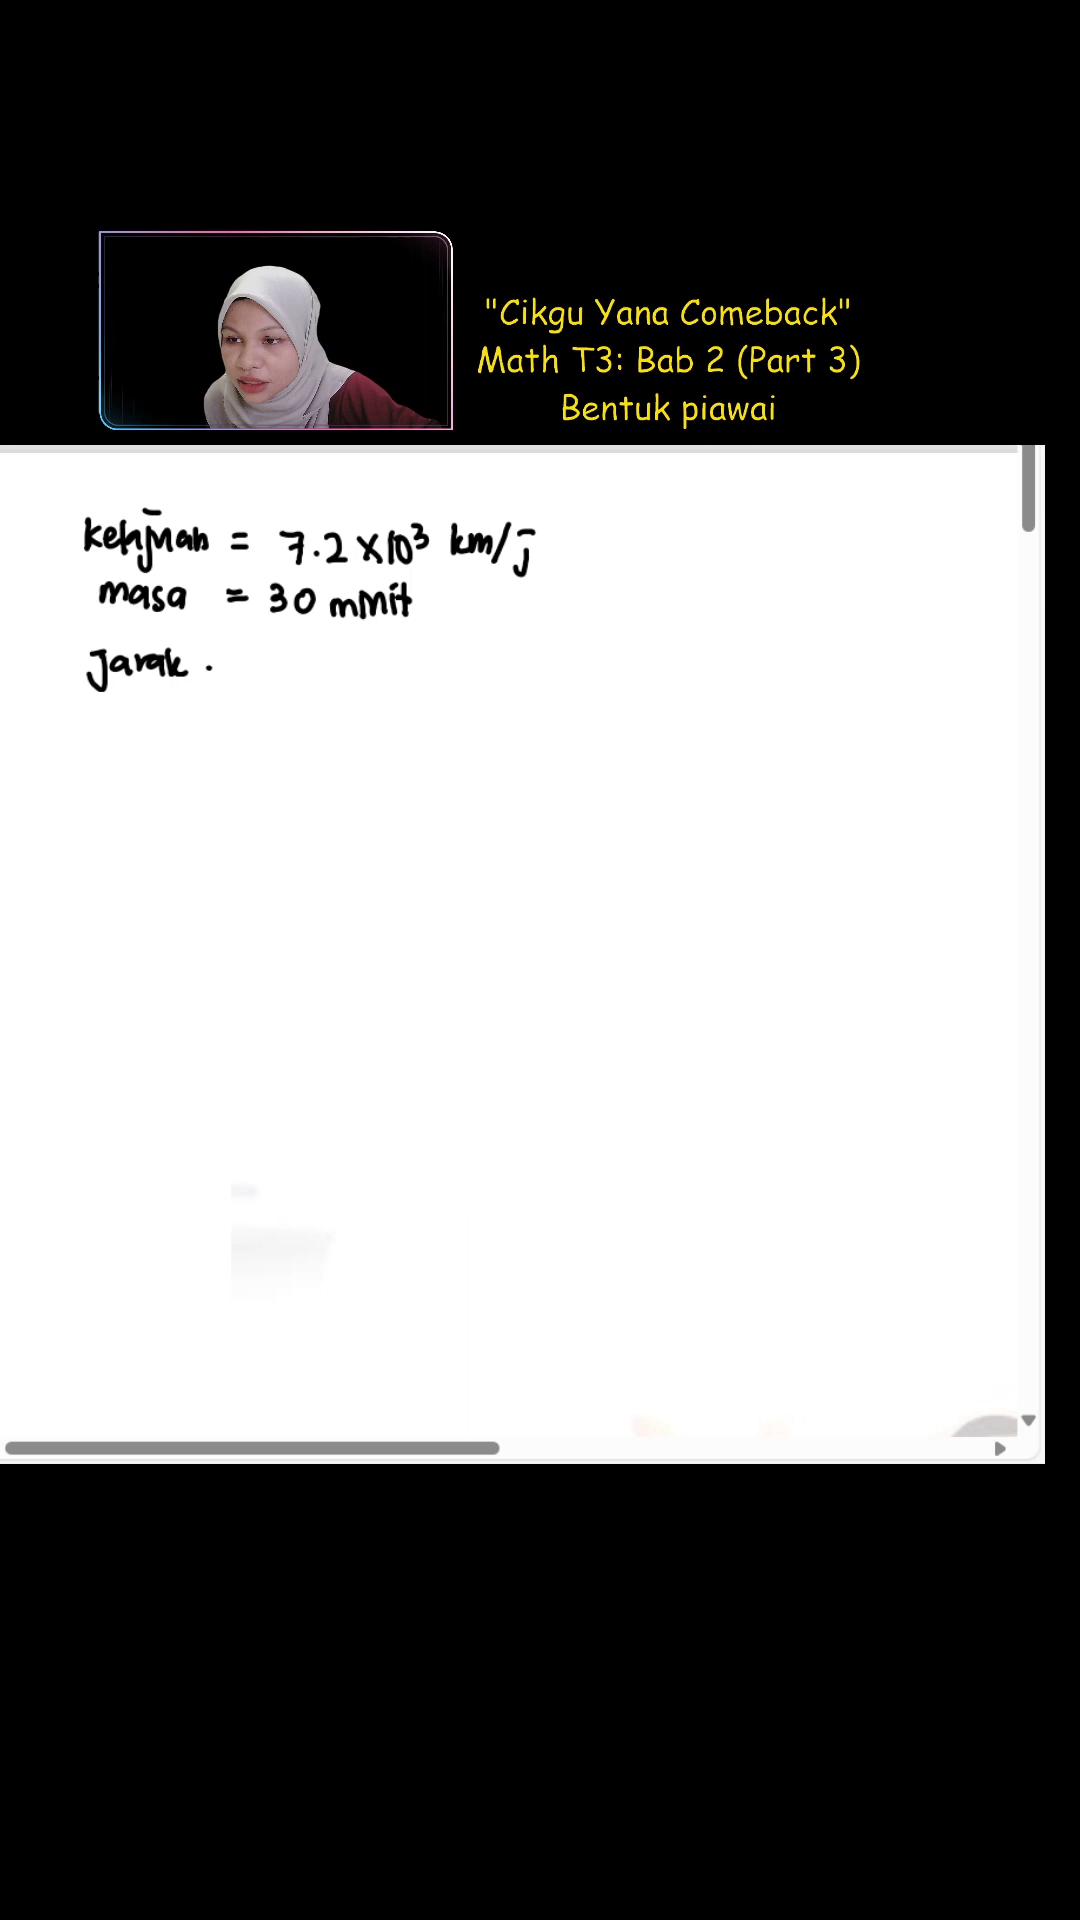 "Cikgu Yana Comeback"
Math T3: Bab 2 (Part 3)
Bentuk piawai
kelajuan = 7.2 × 10³ km/j
masa = 30 minit
Jarak .